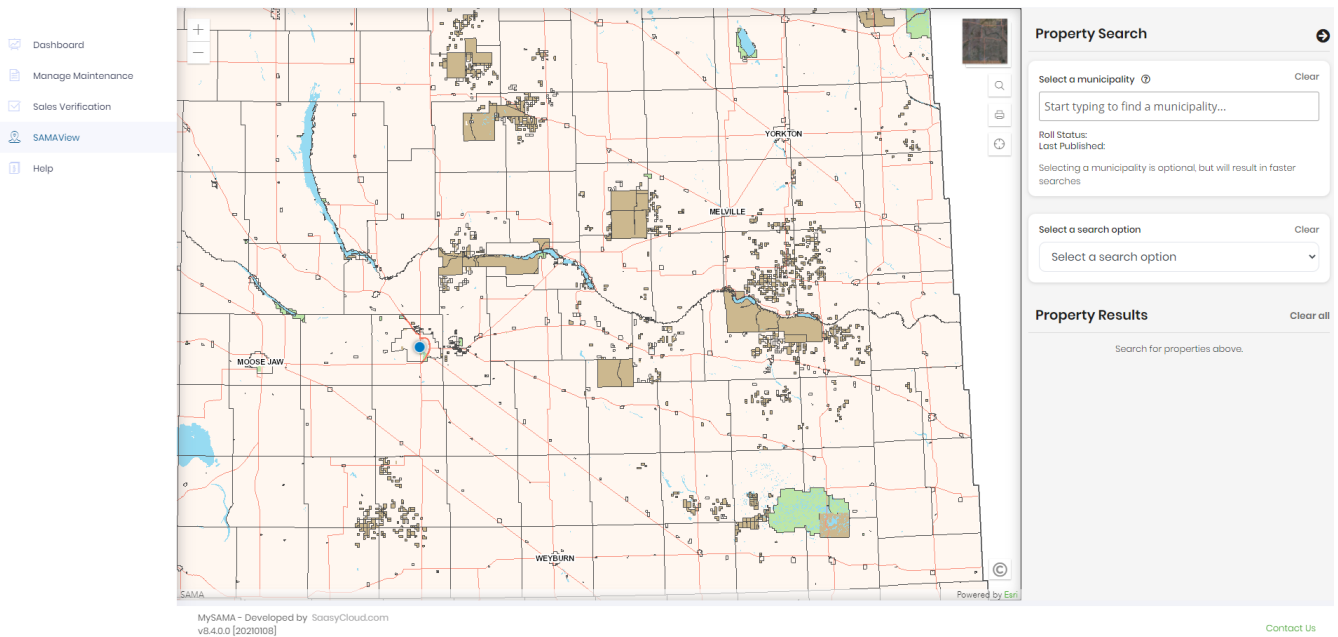 Dashboard
Manage Maintenance
Sales Verification
SAMAView
Help
YORKTON
MELVILLE
MOOSE JAW
WEYBURN
SAMA
Powered by Esri
Property Search
Select a municipality
Clear
Start typing to find a municipality...
Roll Status:
Last Published:
Selecting a municipality is optional, but will result in faster
searches
Select a search option
Clear
Select a search option
Property Results
Clear all
Search for properties above.
MySAMA - Developed by SaasyCloud.com
v8.4.0.0 [20210108]
Contact Us